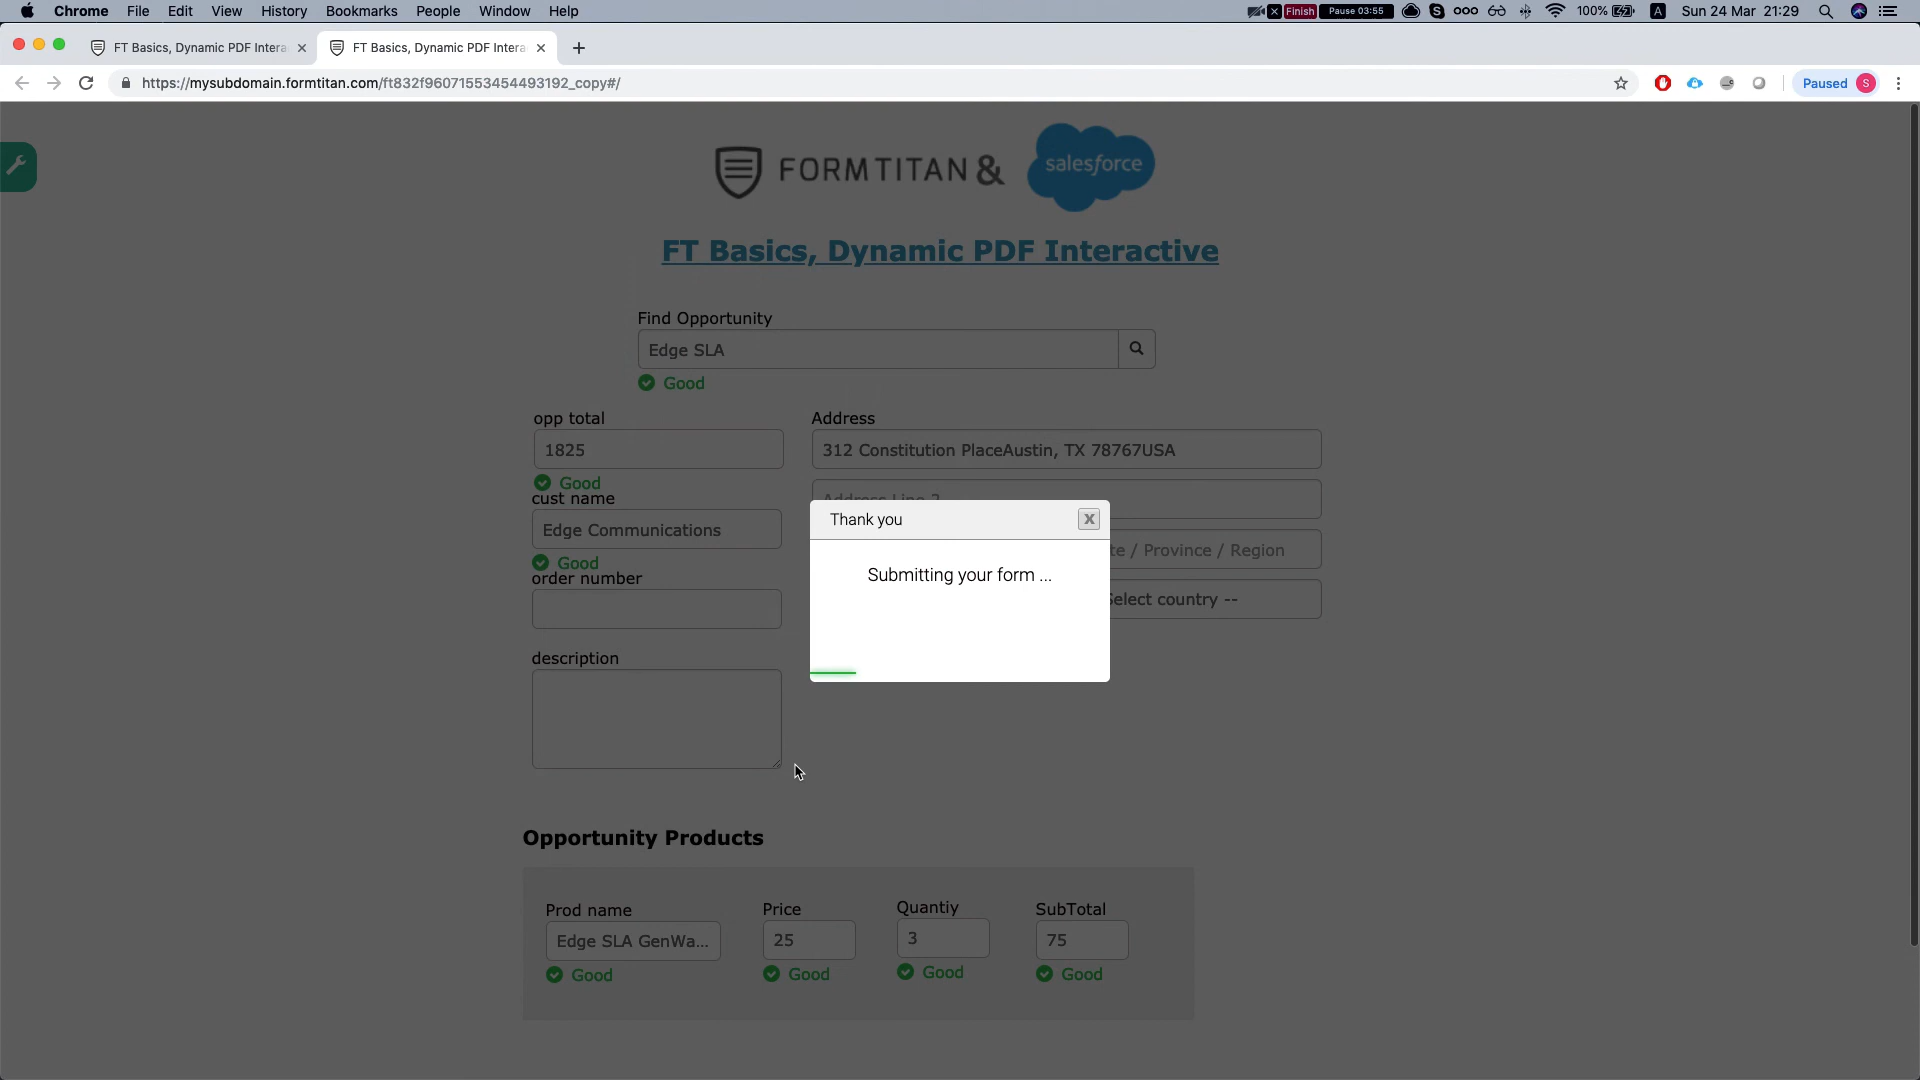 Chrome File Edit View History Bookmarks People Window Help
Finish Pause 03:55 100% A Sun 24 Mar 21:29
FT Basics, Dynamic PDF Intera
FT Basics, Dynamic PDF Intera
https://mysubdomain.formtitan.com/ft832f96071553454493192_copy#/
Paused S
FORMTITAN & salesforce
FT Basics, Dynamic PDF Interactive
Find Opportunity
Edge SLA
Good
opp total
Address
1825
312 Constitution PlaceAustin, TX 78767USA
Good
cust name
Address Line 2
Edge Communications
te / Province / Region
Good
order number
Select country --
description
Thank you
X
Submitting your form ...
Opportunity Products
Prod name Price Quantiy SubTotal
Edge SLA GenWa... 25 3 75
Good Good Good Good